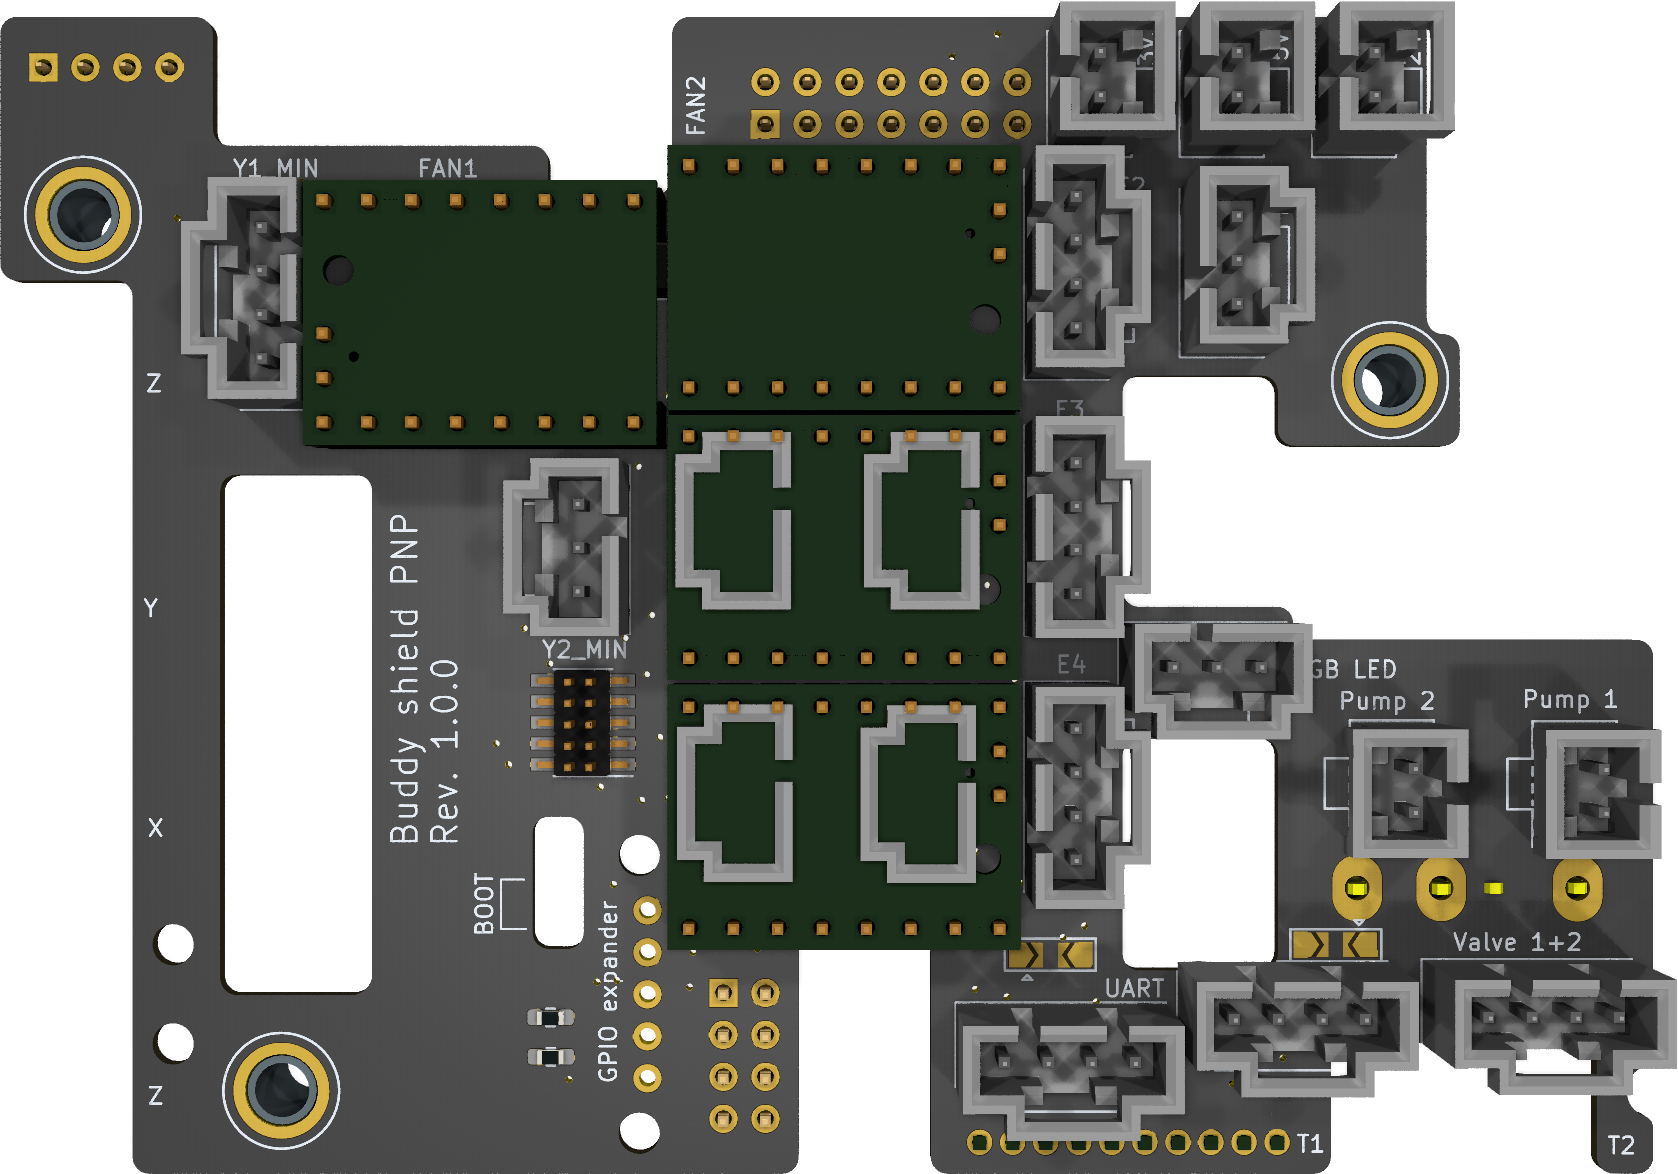 FAN2
Y1_MIN
FAN1
Z
E3
Y
Buddy shield PNP
Rev. 1.0.0
Y2_MIN
E4
GB LED
Pump 2
Pump 1
X
BOOT
GPIO expander
Valve 1+2
UART
Z
T1
T2